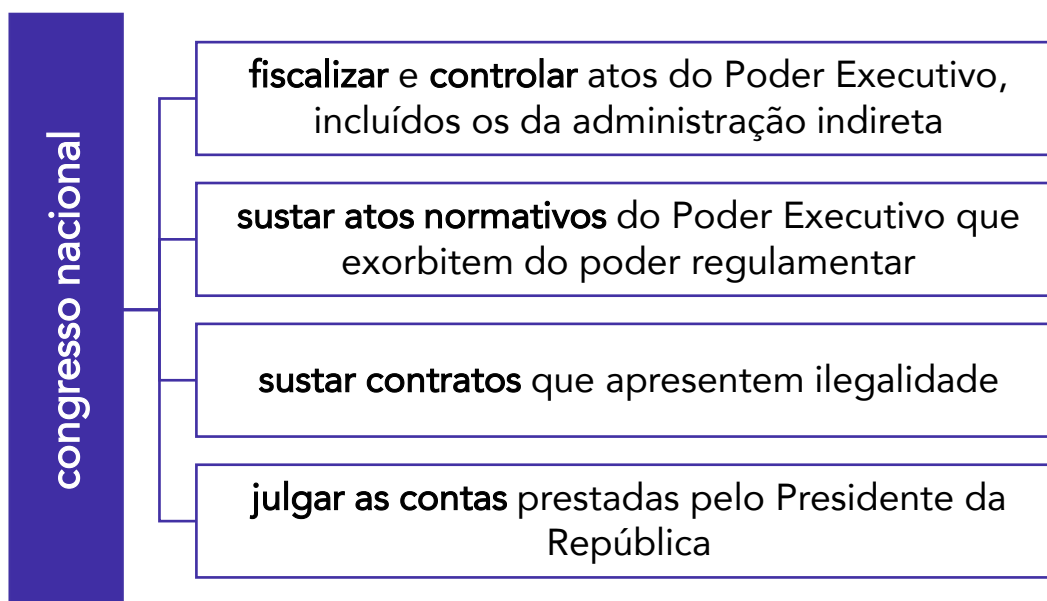 congresso nacional
fiscalizar e controlar atos do Poder Executivo,
incluídos os da administração indireta
sustar atos normativos do Poder Executivo que
exorbitem do poder regulamentar
sustar contratos que apresentem ilegalidade
julgar as contas prestadas pelo Presidente da
República